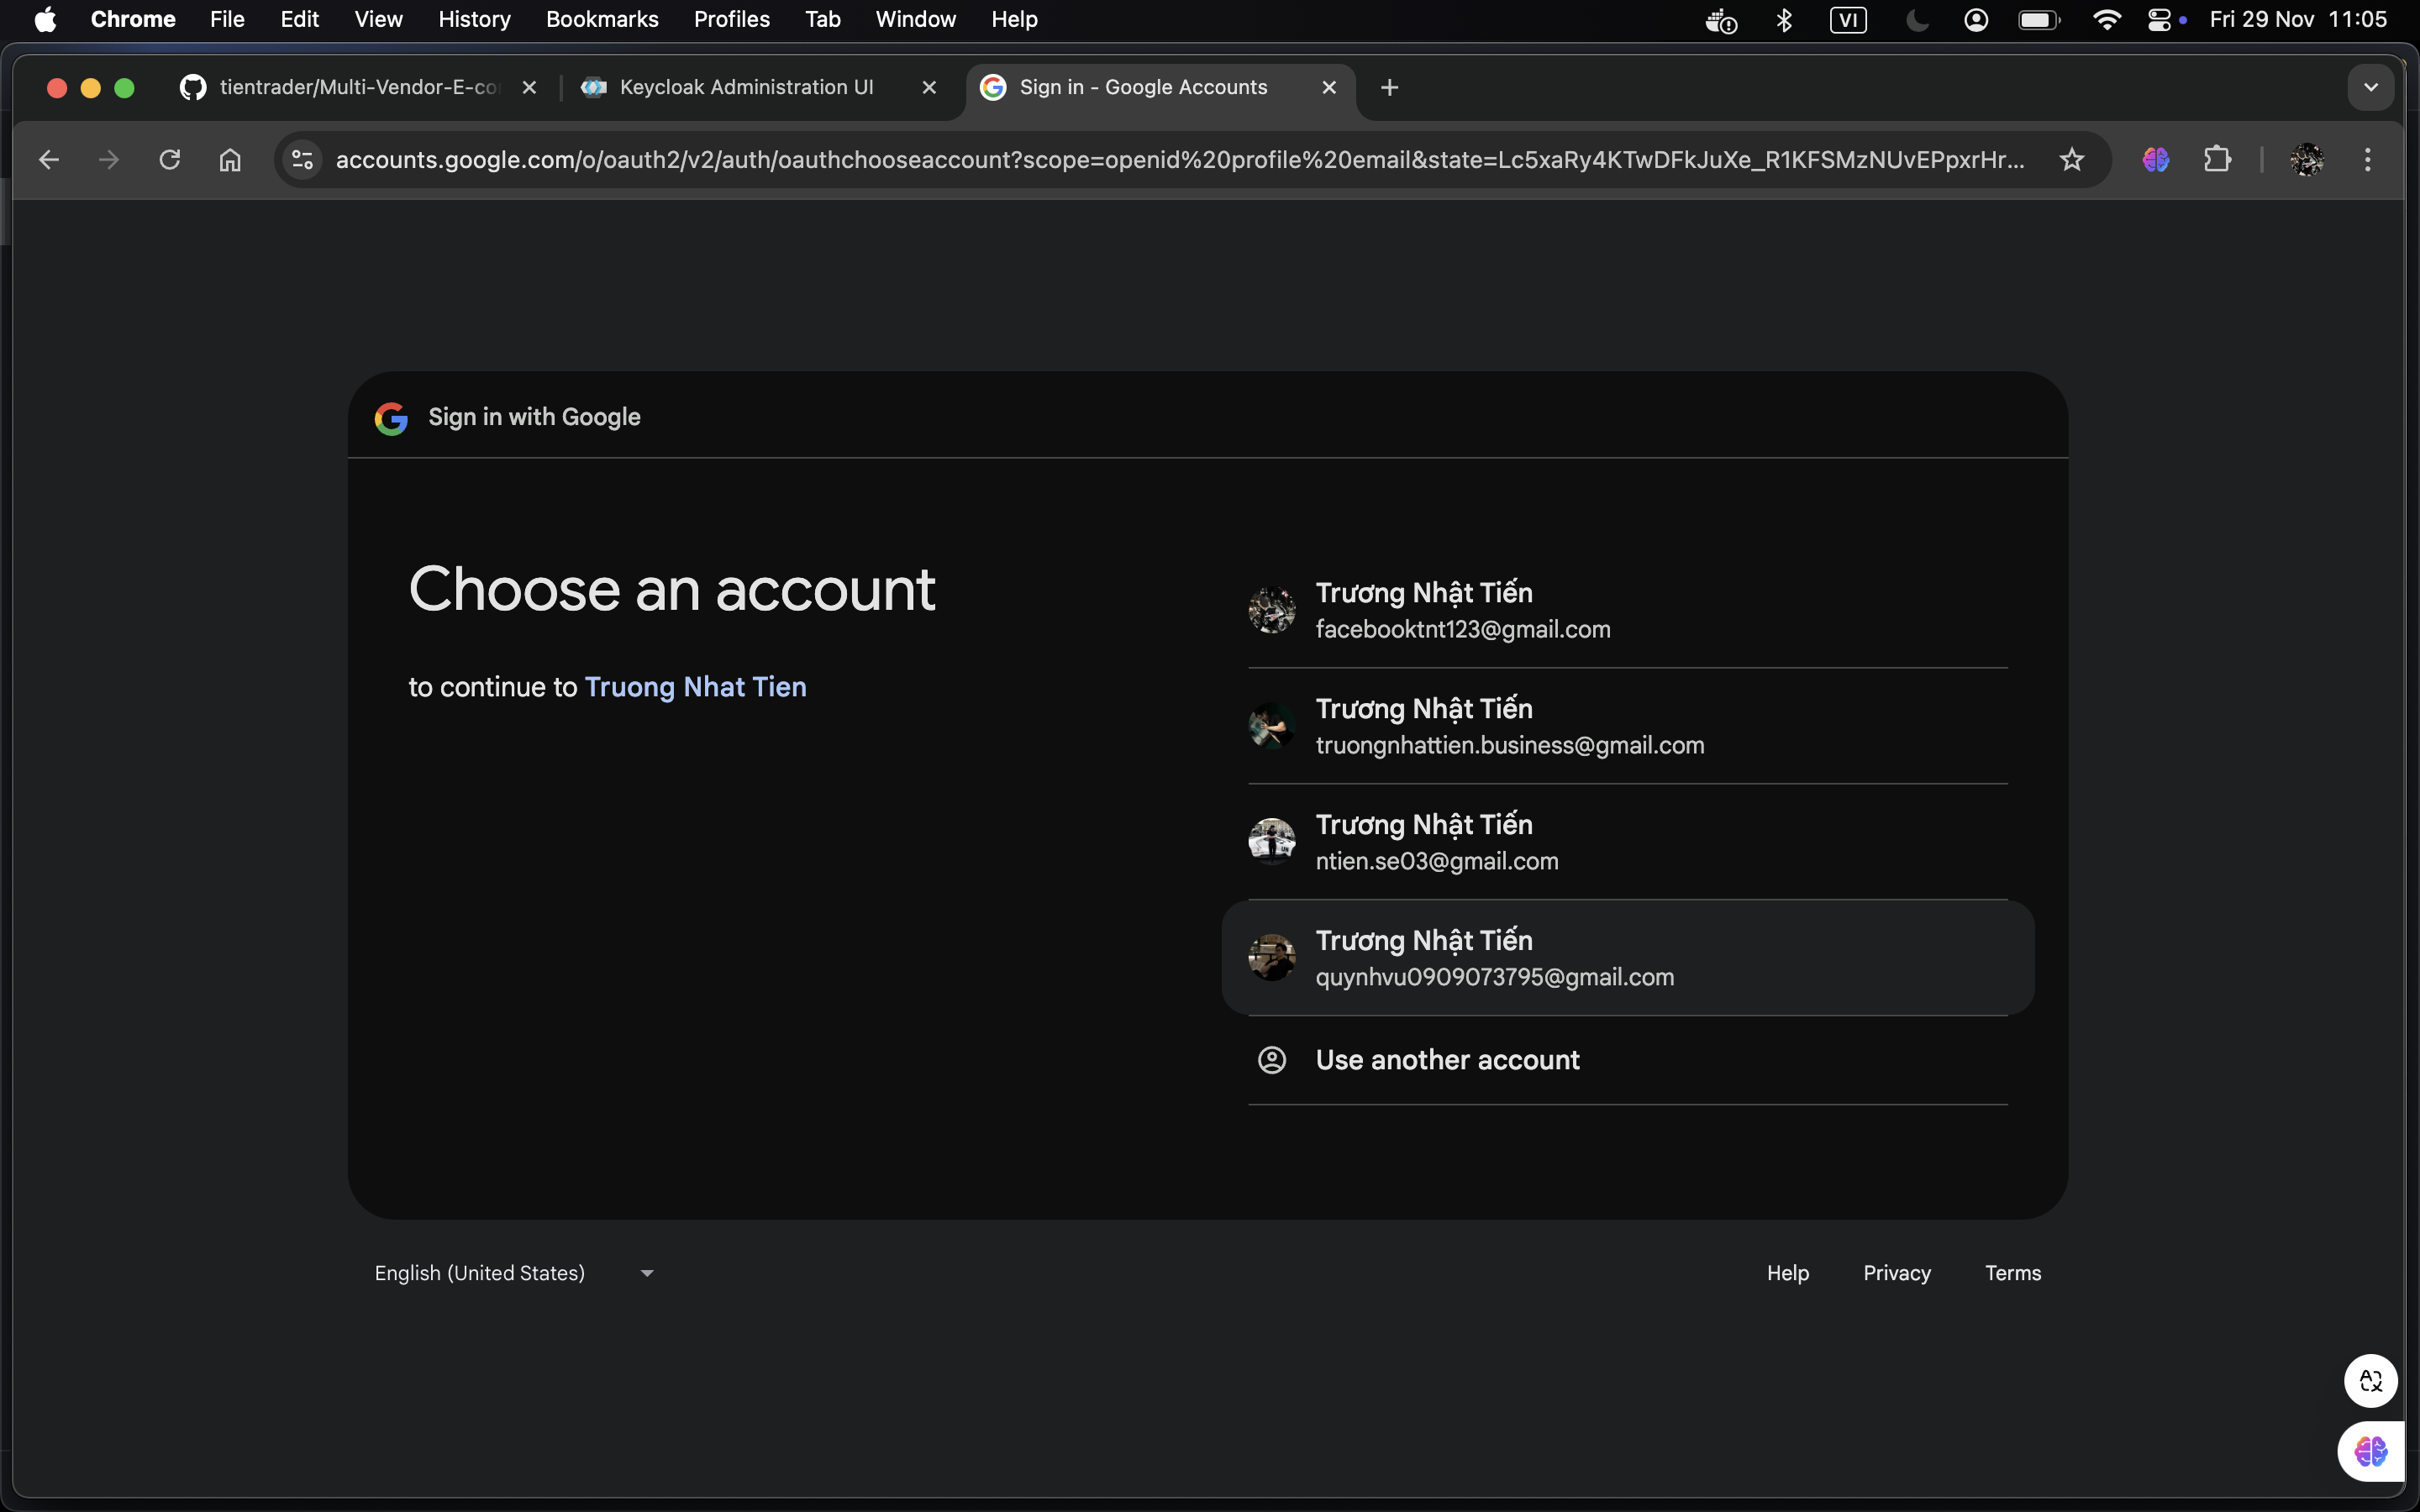 Chrome File Edit View History Bookmarks Profiles Tab Window Help VI Fri 29 Nov 11:05
tientrader/Multi-Vendor-E-co Keycloak Administration UI Sign in - Google Accounts
accounts.google.com/o/oauth2/v2/auth/oauthchooseaccount?scope=openid%20profile%20email&state=Lc5xaRy4KTwDFkJuXe_R1KFSMzNUvEPpxrHr...
Sign in with Google
Choose an account
to continue to Truong Nhat Tien
Trương Nhật Tiến
facebooktnt123@gmail.com
Trương Nhật Tiến
truongnhattien.business@gmail.com
Trương Nhật Tiến
ntien.se03@gmail.com
Trương Nhật Tiến
quynhvu0909073795@gmail.com
Use another account
English (United States)
Help Privacy Terms